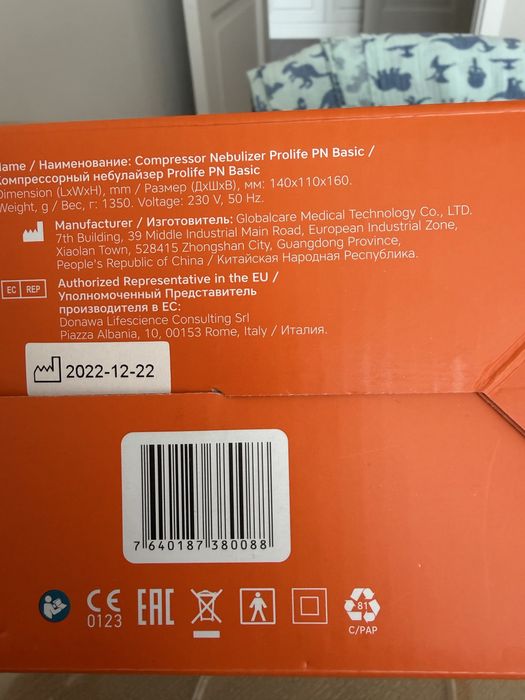 Name / Наименование: Compressor Nebulizer Prolife PN Basic /
Компрессорный небулайзер Prolife PN Basic
Dimension (LxWxH), mm / Размер (ДхШхВ), мм: 140x110x160.
Weight, g / Вес, г: 1350. Voltage: 230 V, 50 Hz.
Manufacturer / Изготовитель: Globalcare Medical Technology Co., LTD.
7th Building, 39 Middle Industrial Main Road, European Industrial Zone,
Xiaolan Town, 528415 Zhongshan City, Guangdong Province,
People's Republic of China / Китайская Народная Республика.
EC REP
Authorized Representative in the EU /
Уполномоченный Представитель
производителя в ЕС:
Donawa Lifescience Consulting Srl
Piazza Albania, 10, 00153 Rome, Italy / Италия.
2022-12-22
7 640187 380088
CE
0123
EAC
81
C/PAP